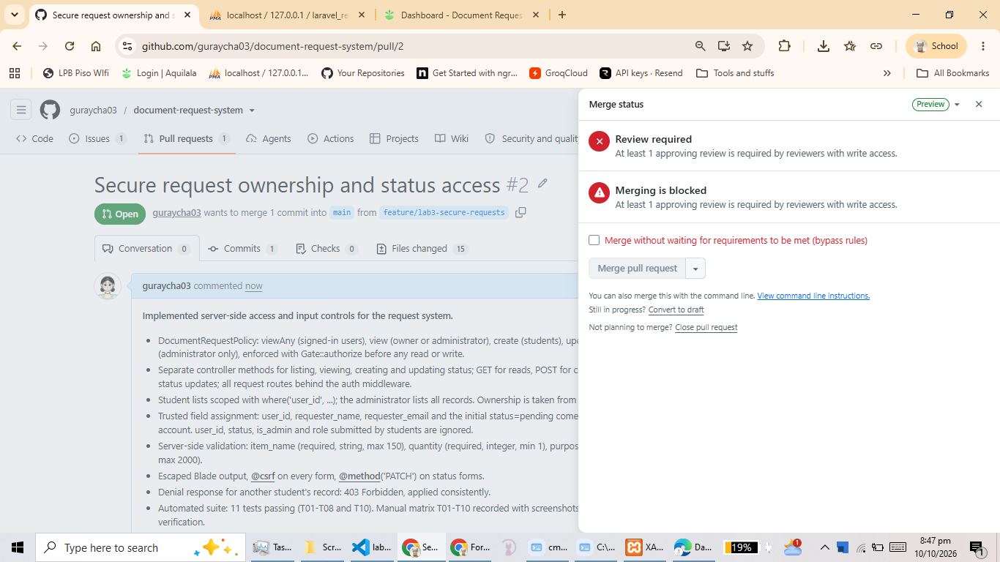 Secure request ownership and s
localhost / 127.0.0.1 / laravel_re
Dashboard - Document Reques
github.com/guraycha03/document-request-system/pull/2
School
LPB Piso WIfi
Login | Aquilala
localhost / 127.0.0.1...
Your Repositories
Get Started with ngr...
GroqCloud
API keys · Resend
Tools and stuffs
All Bookmarks
guraycha03 / document-request-system
Code
Issues 1
Pull requests 1
Agents
Actions
Projects
Wiki
Security and quality
Secure request ownership and status access #2
Open
guraycha03 wants to merge 1 commit into main from feature/lab3-secure-requests
Conversation 0
Commits 1
Checks 0
Files changed 15
guraycha03 commented now
Implemented server-side access and input controls for the request system.
DocumentRequestPolicy: viewAny (signed-in users), view (owner or administrator), create (students), upd
(administrator only), enforced with Gate::authorize before any read or write.
Separate controller methods for listing, viewing, creating and updating status; GET for reads, POST for c
status updates; all request routes behind the auth middleware.
Student lists scoped with where('user_id', ...); the administrator lists all records. Ownership is taken from
Trusted field assignment: user_id, requester_name, requester_email and the initial status=pending come
account. user_id, status, is_admin and role submitted by students are ignored.
Server-side validation: item_name (required, string, max 150), quantity (required, integer, min 1), purpos
max 2000).
Escaped Blade output, @csrf on every form, @method('PATCH') on status forms.
Denial response for another student's record: 403 Forbidden, applied consistently.
Automated suite: 11 tests passing (T01-T08 and T10). Manual matrix T01-T10 recorded with screenshots
verification.
Merge status
Preview
Review required
At least 1 approving review is required by reviewers with write access.
Merging is blocked
At least 1 approving review is required by reviewers with write access.
Merge without waiting for requirements to be met (bypass rules)
Merge pull request
You can also merge this with the command line. View command line instructions.
Still in progress? Convert to draft
Not planning to merge? Close pull request
Type here to search
Tas...
Scr...
lab...
Se...
For...
cm...
C:\...
XA...
Da...
19%
1
8:47 pm
10/10/2026
1